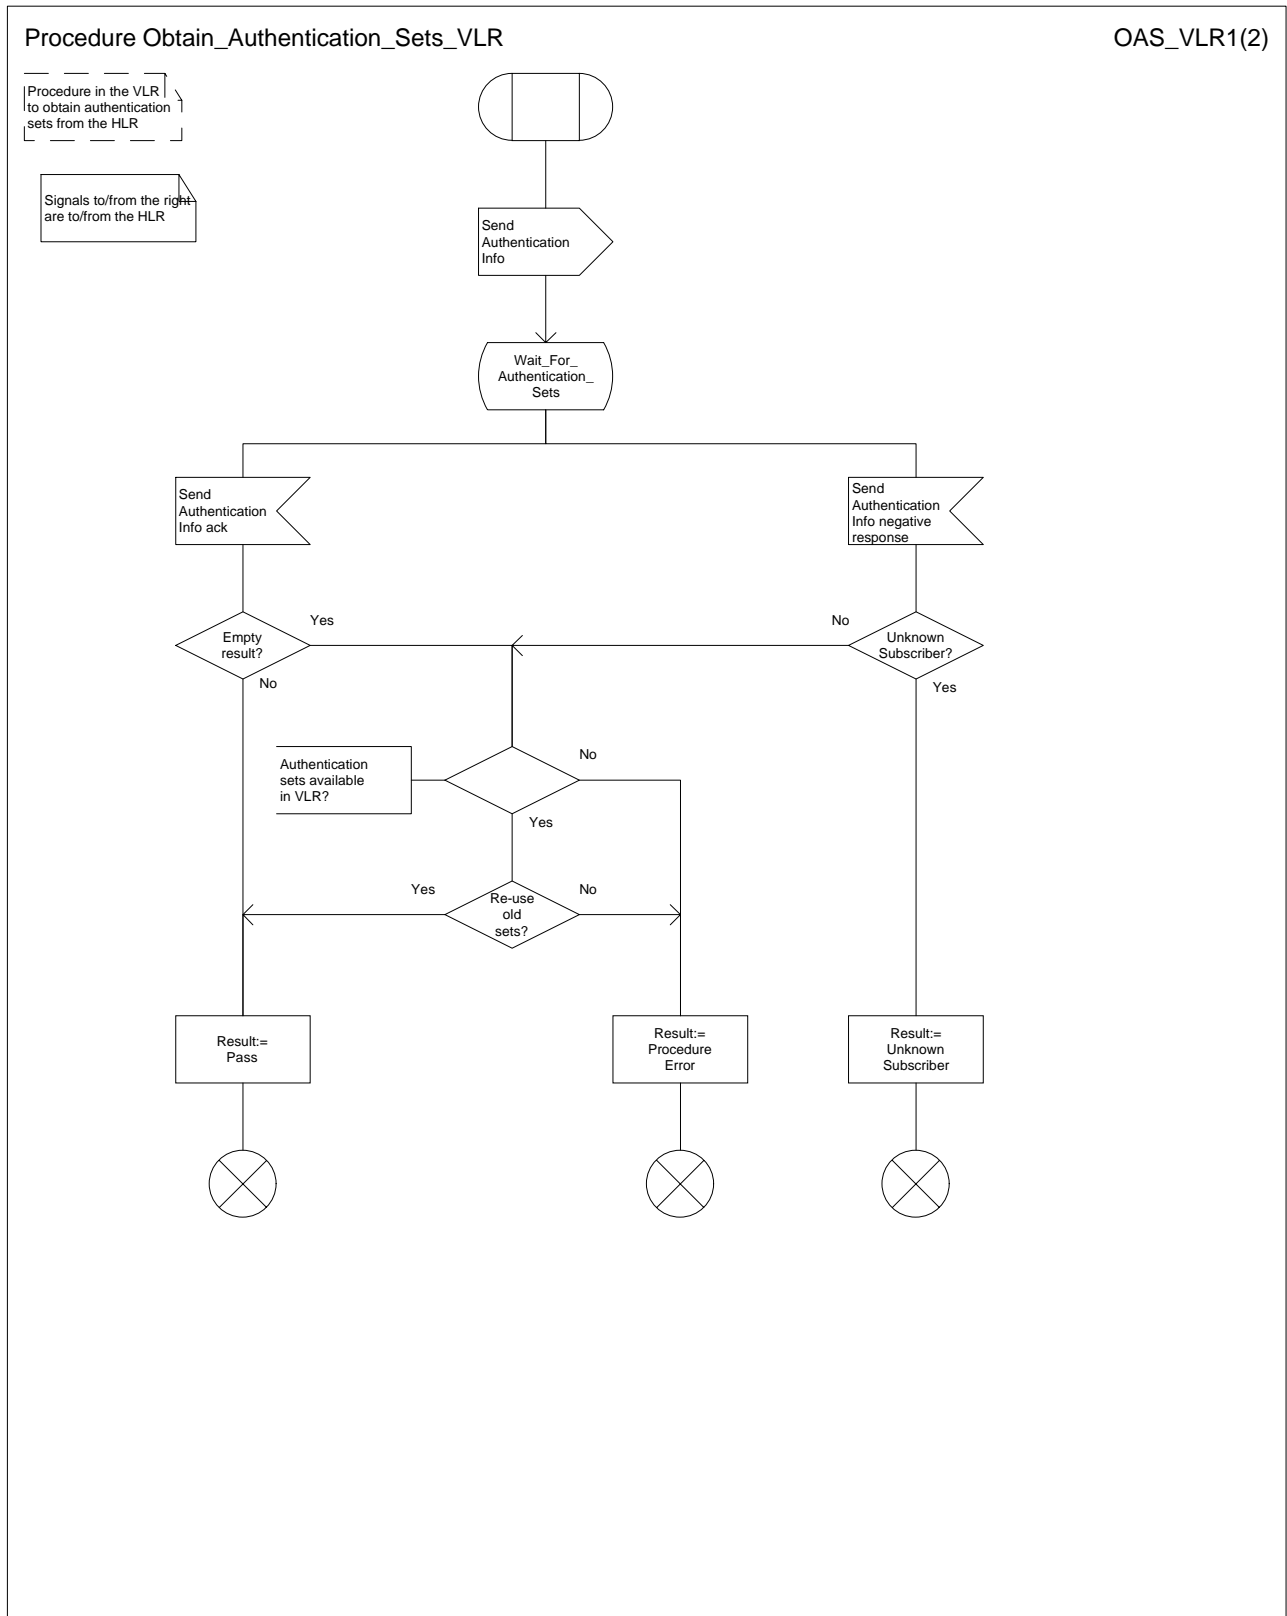 Procedure Obtain_Authentication_Sets_VLR
OAS_VLR1(2)
Procedure in the VLR
to obtain authentication
sets from the HLR
Signals to/from the right
are to/from the HLR
Send
Authentication
Info
Wait_For_
Authentication_
Sets
Send
Authentication
Info ack
Send
Authentication
Info negative
response
Empty
result?
Yes
No
No
Unknown
Subscriber?
Yes
Authentication
sets available
in VLR?
No
Yes
Yes
Re-use
old
sets?
No
Result:=
Pass
Result:=
Procedure
Error
Result:=
Unknown
Subscriber